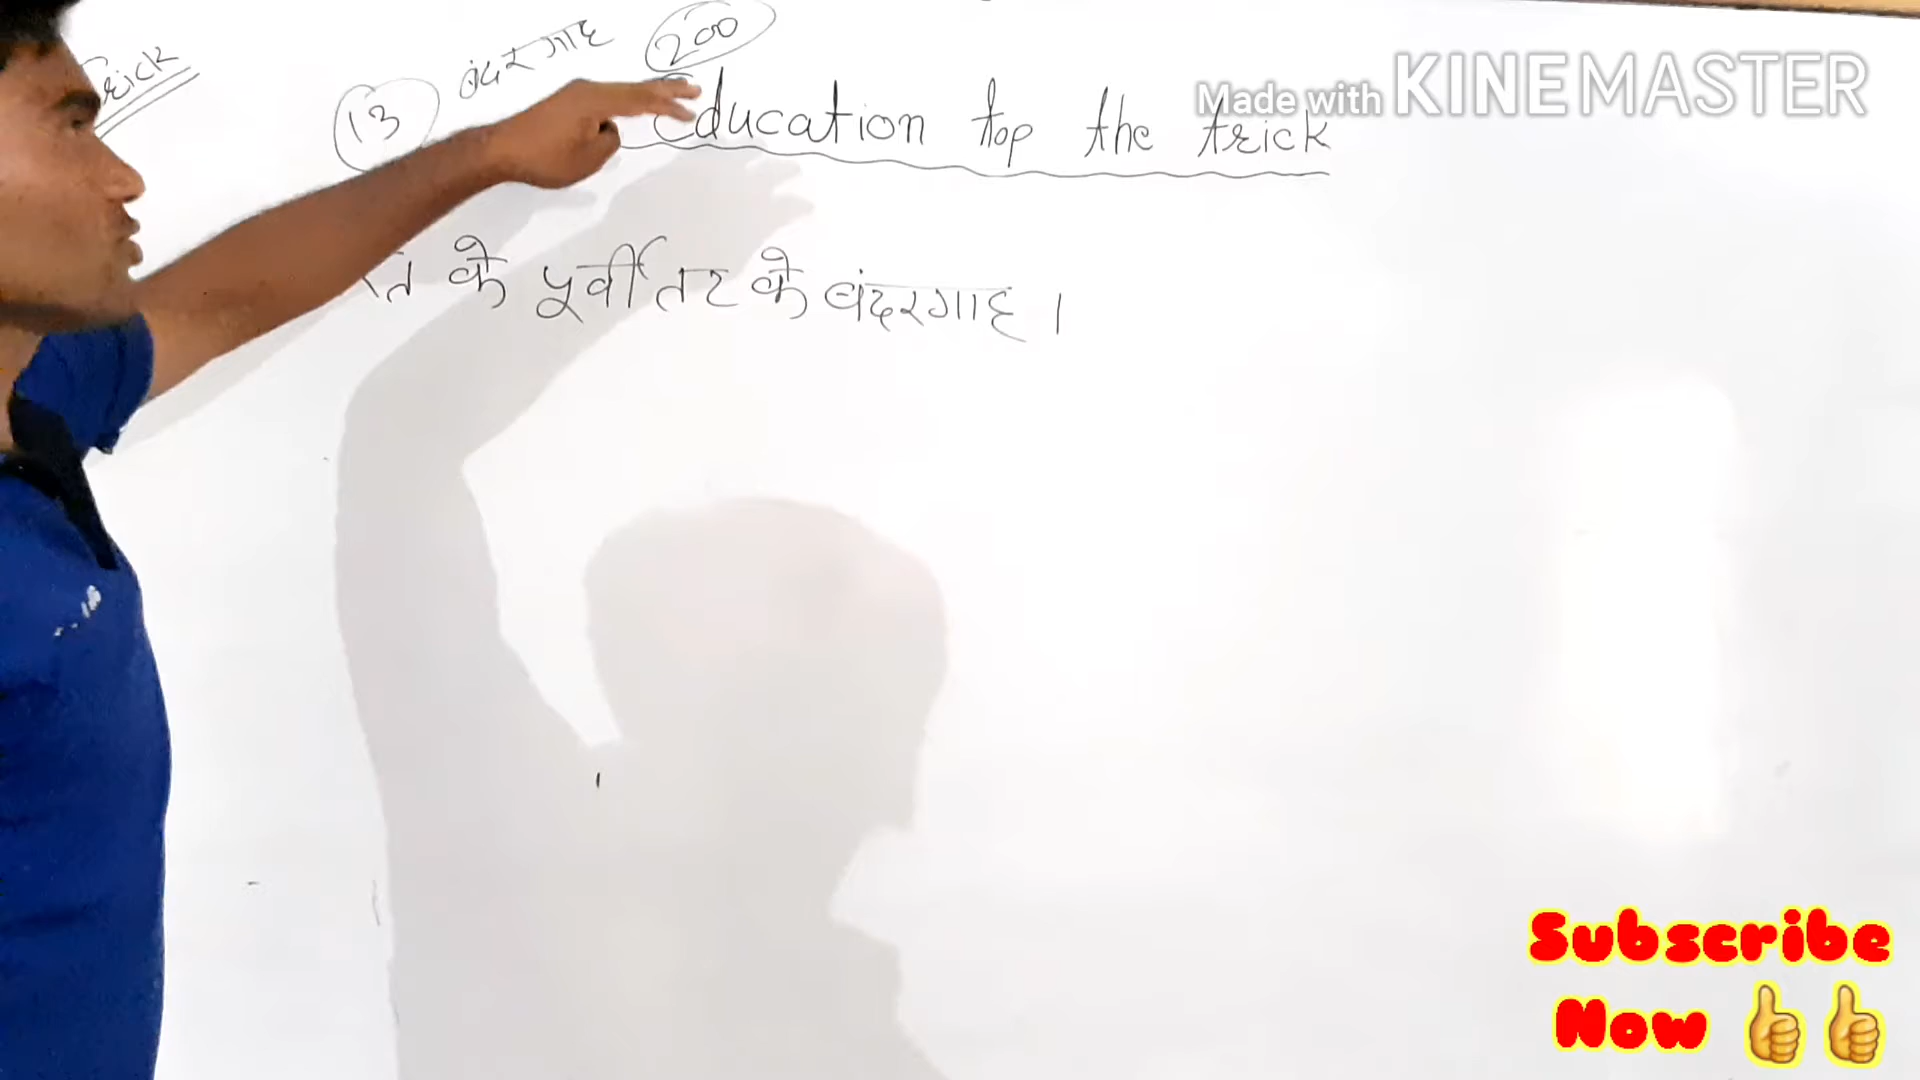 trick
13 बंदरगाह 200
Made with KINEMASTER
Education top the trick
के पूर्वी तट के बंदरगाह ।
Subscribe
Now 👍👍